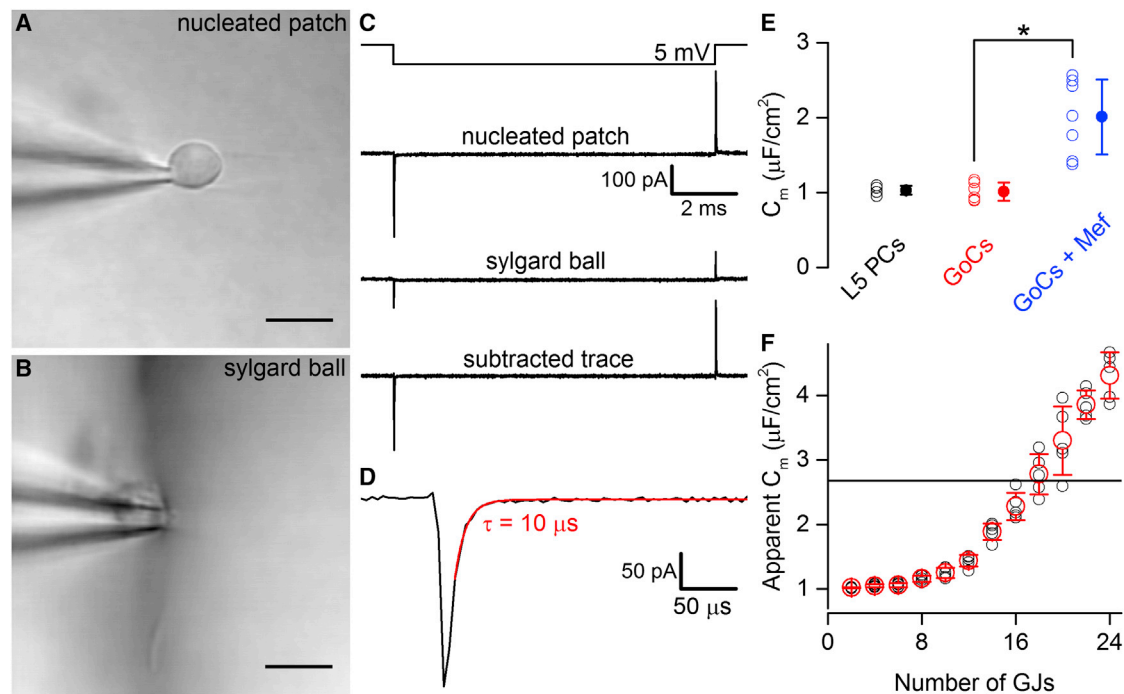 A
nucleated patch
B
sylgard ball
C
5 mV
nucleated patch
100 pA
2 ms
sylgard ball
subtracted trace
D
τ = 10 μs
50 pA
50 μs
E
*
3
2
1
0
Cm (μF/cm²)
L5 PCs
GoCs
GoCs + Mef
F
4
3
2
1
Apparent Cm (μF/cm²)
0
8
16
24
Number of GJs